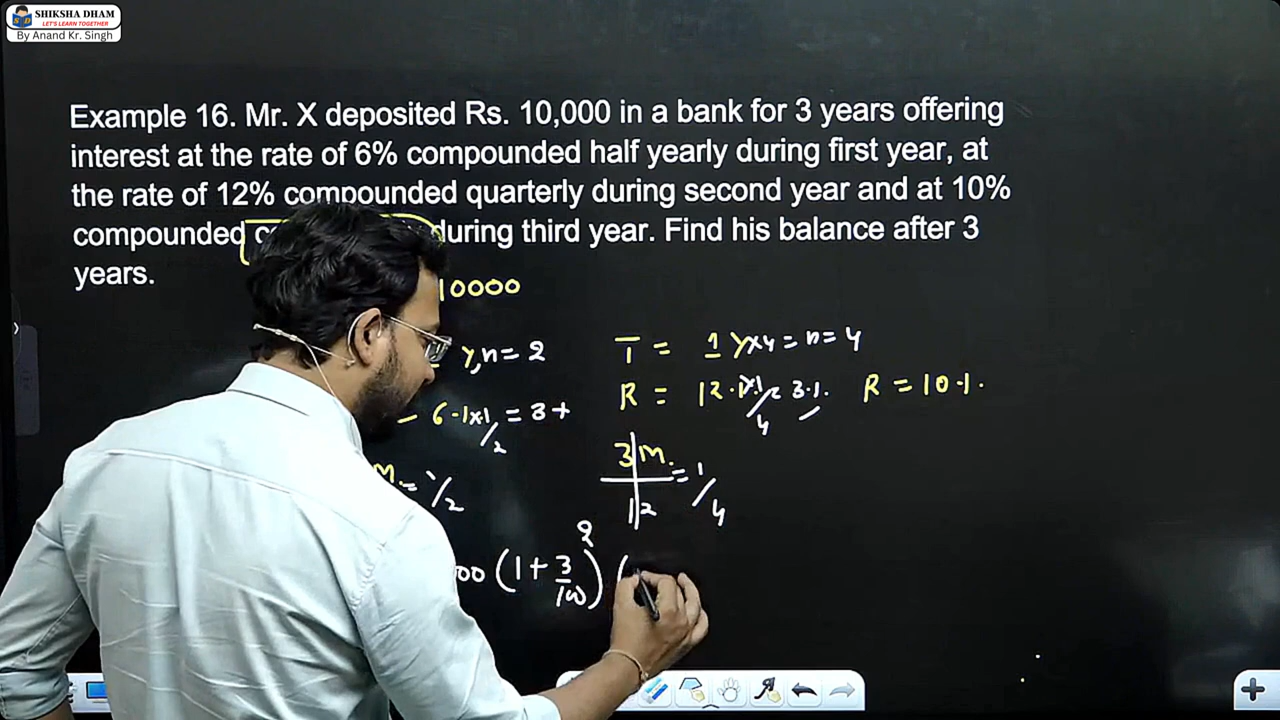 SHIKSHA DHAM
LET'S LEARN TOGETHER
By Anand Kr. Singh
Example 16. Mr. X deposited Rs. 10,000 in a bank for 3 years offering
interest at the rate of 6% compounded half yearly during first year, at
the rate of 12% compounded quarterly during second year and at 10%
compounded during third year. Find his balance after 3
years.
10000
Y, n = 2
T = 1 Y×4 = n = 4
6·1×1/2 = 3
R = 12·1×1/4 = 3·1.
R = 10·1.
M. = 1/2
3 M./12 = 1/4
00 (1 + 3/100)² (